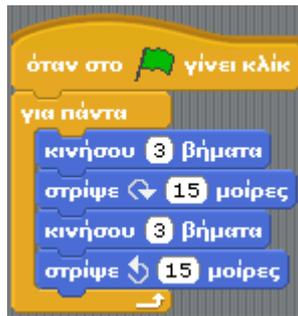 όταν στο γίνει κλικ
για πάντα
κινήσου 3 βήματα
στρίψε 15 μοίρες
κινήσου 3 βήματα
στρίψε 15 μοίρες